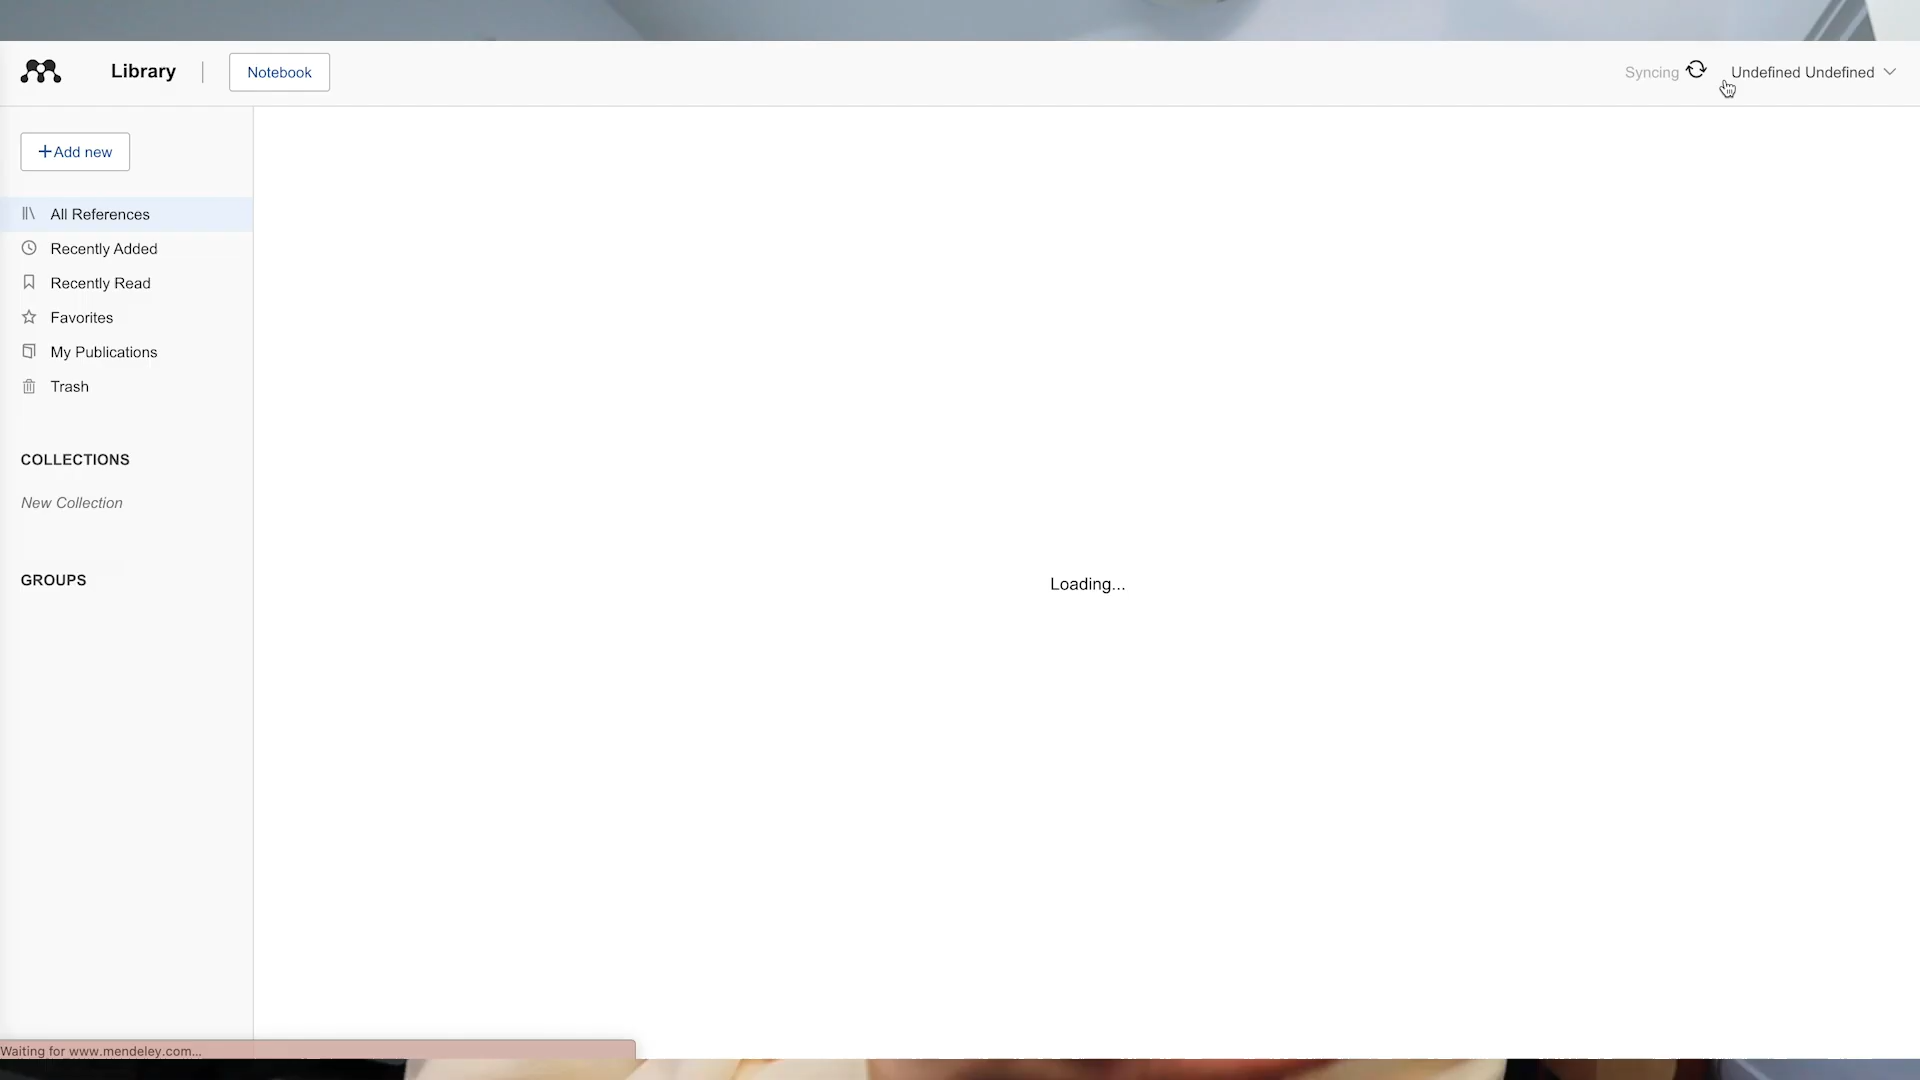 Library
Notebook
Syncing
Undefined Undefined
+Add new
All References
Recently Added
Recently Read
Favorites
My Publications
Trash
COLLECTIONS
New Collection
GROUPS
Loading...
Waiting for www.mendeley.com...